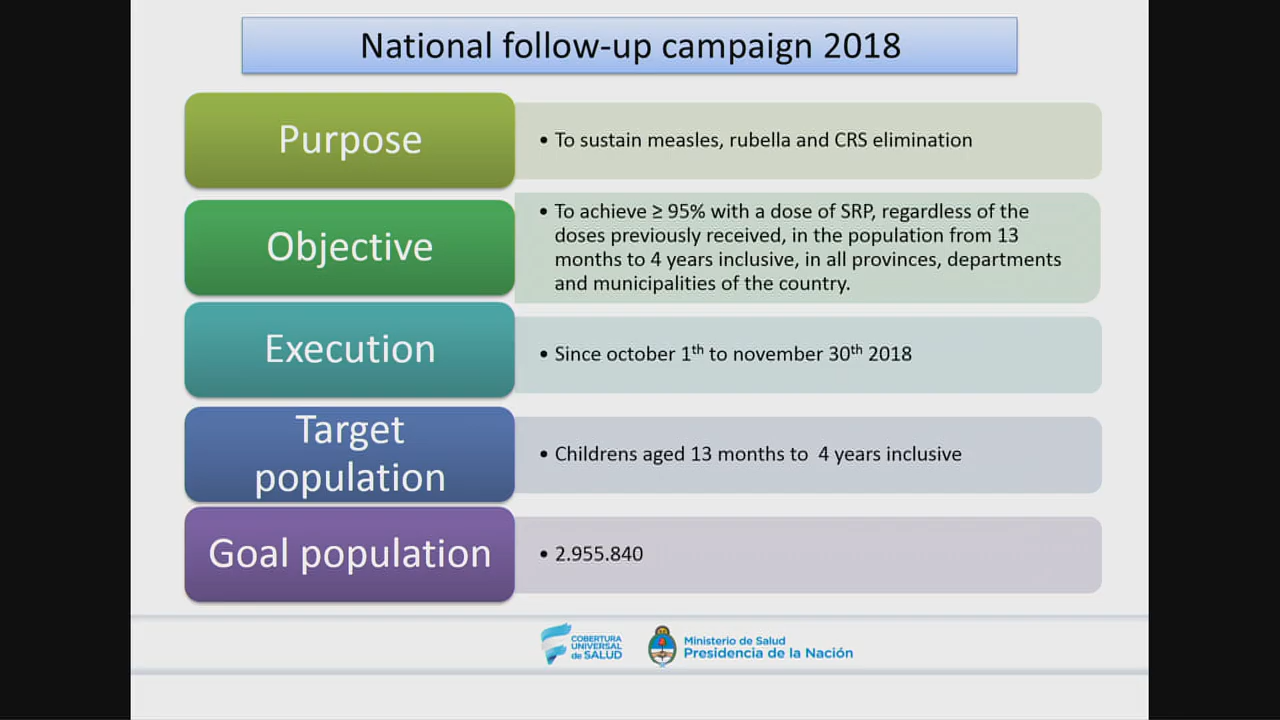 National follow-up campaign 2018
Purpose
• To sustain measles, rubella and CRS elimination
Objective
• To achieve ≥ 95% with a dose of SRP, regardless of the
doses previously received, in the population from 13
months to 4 years inclusive, in all provinces, departments
and municipalities of the country.
Execution
• Since october 1th to november 30th 2018
Target
population
• Childrens aged 13 months to 4 years inclusive
Goal population
• 2.955.840
COBERTURA
UNIVERSAL
de SALUD
Ministerio de Salud
Presidencia de la Nación